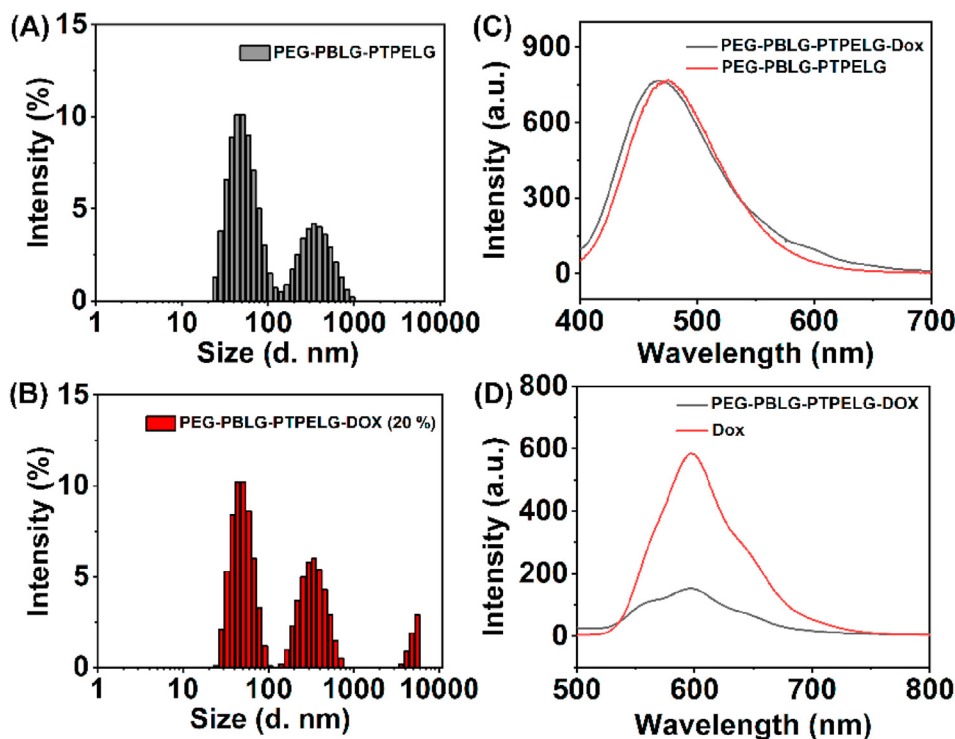 (A)
PEG-PBLG-PTPELG
Intensity (%)
15
10
5
0
1
10
100
1000
10000
Size (d. nm)
(C)
PEG-PBLG-PTPELG-Dox
PEG-PBLG-PTPELG
Intensity (a.u.)
900
600
300
0
400
500
600
700
Wavelength (nm)
(B)
PEG-PBLG-PTPELG-DOX (20 %)
Intensity (%)
15
10
5
0
1
10
100
1000
10000
Size (d. nm)
(D)
PEG-PBLG-PTPELG-DOX
Dox
Intensity (a.u.)
800
600
400
200
0
500
600
700
800
Wavelength (nm)